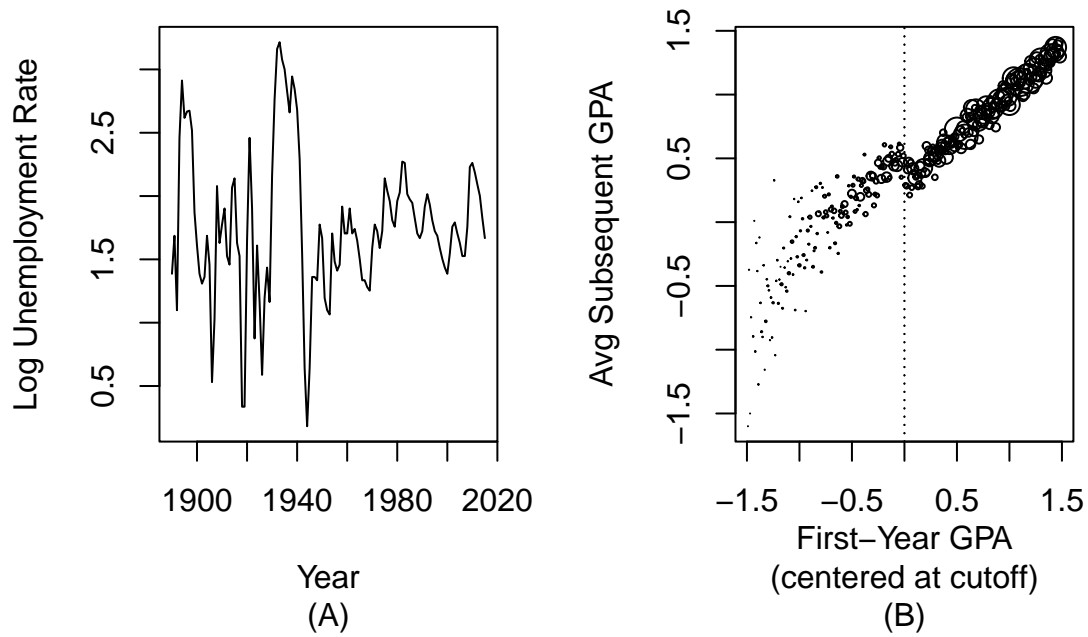 Log Unemployment Rate
0.5
1.5
2.5
1900
1940
1980
2020
Year
(A)
Avg Subsequent GPA
−1.5
−0.5
0.5
1.5
−1.5
−0.5
0.5
1.5
First−Year GPA
(centered at cutoff)
(B)